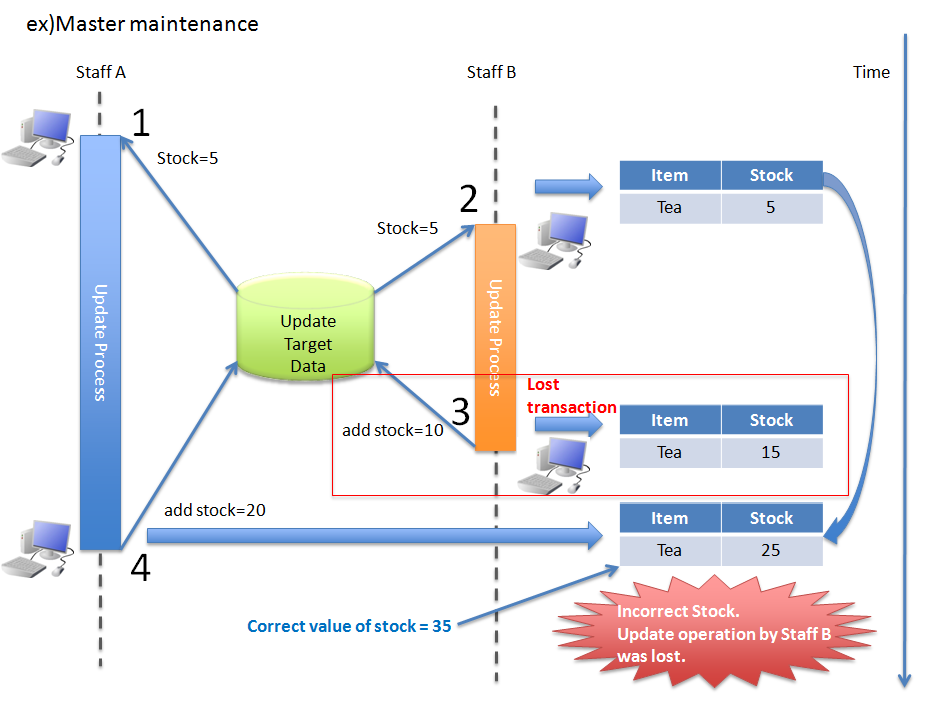 ex)Master maintenance
Staff A
Staff B
Time
1
Stock=5
2
Stock=5
Item Stock
Tea 5
Update Process
Update Process
Update
Target
Data
Lost
transaction
3
add stock=10
Item Stock
Tea 15
add stock=20
Item Stock
Tea 25
4
Correct value of stock = 35
Incorrect Stock.
Update operation by Staff B
was lost.